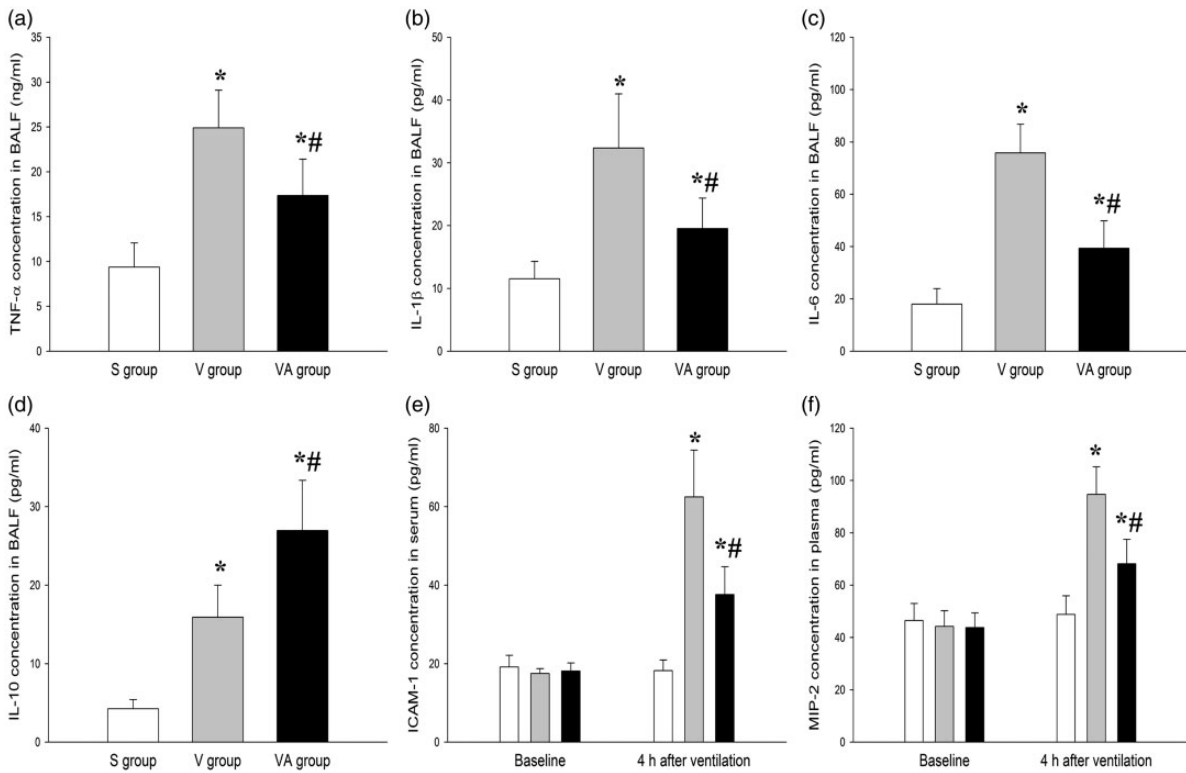 (a)
TNF-α concentration in BALF (ng/ml)
35
30
25
20
15
10
5
0
*
*#
S group
V group
VA group
(b)
IL-1β concentration in BALF (pg/ml)
50
40
30
20
10
0
*
*#
S group
V group
VA group
(c)
IL-6 concentration in BALF (pg/ml)
120
100
80
60
40
20
0
*
*#
S group
V group
VA group
(d)
IL-10 concentration in BALF (pg/ml)
40
30
20
10
0
*
*#
S group
V group
VA group
(e)
ICAM-1 concentration in serum (pg/ml)
80
60
40
20
0
*
*#
Baseline
4 h after ventilation
(f)
MIP-2 concentration in plasma (pg/ml)
120
100
80
60
40
20
0
*
*#
Baseline
4 h after ventilation